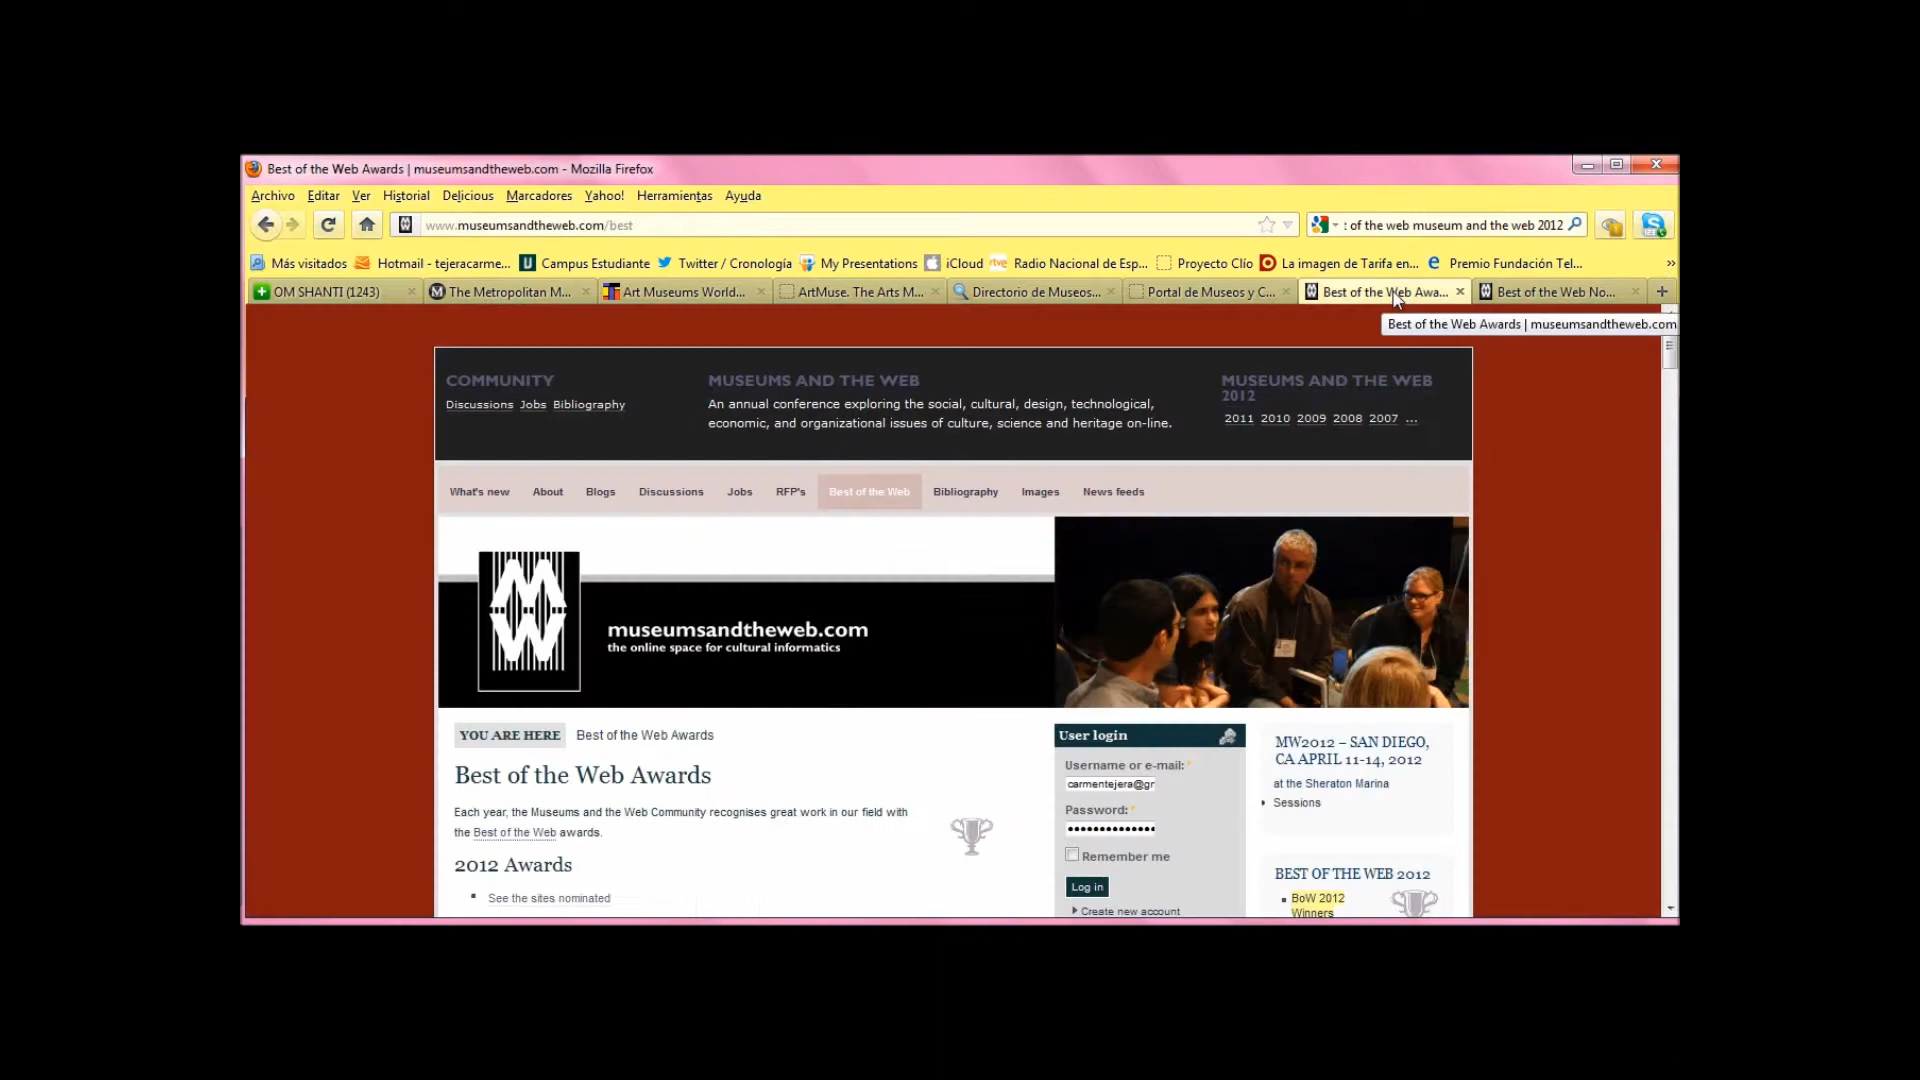 Best of the Web Awards | museumsandtheweb.com - Mozilla Firefox
Archivo Editar Ver Historial Delicious Marcadores Yahoo! Herramientas Ayuda
www.museumsandtheweb.com/best
: of the web museum and the web 2012
Más visitados Hotmail - tejeracarme... Campus Estudiante Twitter / Cronología My Presentations iCloud rtve Radio Nacional de Esp... Proyecto Clío La imagen de Tarifa en... Premio Fundación Tel... »
OM SHANTI (1243) The Metropolitan M... Art Museums World... ArtMuse. The Arts M... Directorio de Museos... Portal de Museos y C... Best of the Web Awa... Best of the Web No...
Best of the Web Awards | museumsandtheweb.com
COMMUNITY
Discussions Jobs Bibliography
MUSEUMS AND THE WEB
An annual conference exploring the social, cultural, design, technological,
economic, and organizational issues of culture, science and heritage on-line.
MUSEUMS AND THE WEB
2012
2011 2010 2009 2008 2007 ...
What's new About Blogs Discussions Jobs RFP's Best of the Web Bibliography Images News feeds
museumsandtheweb.com
the online space for cultural informatics
YOU ARE HERE Best of the Web Awards
Best of the Web Awards
Each year, the Museums and the Web Community recognises great work in our field with
the Best of the Web awards.
2012 Awards
See the sites nominated
User login
Username or e-mail:*
carmentejera@gr
Password:*
Remember me
Log in
Create new account
MW2012 – SAN DIEGO,
CA APRIL 11-14, 2012
at the Sheraton Marina
Sessions
BEST OF THE WEB 2012
BoW 2012
Winners